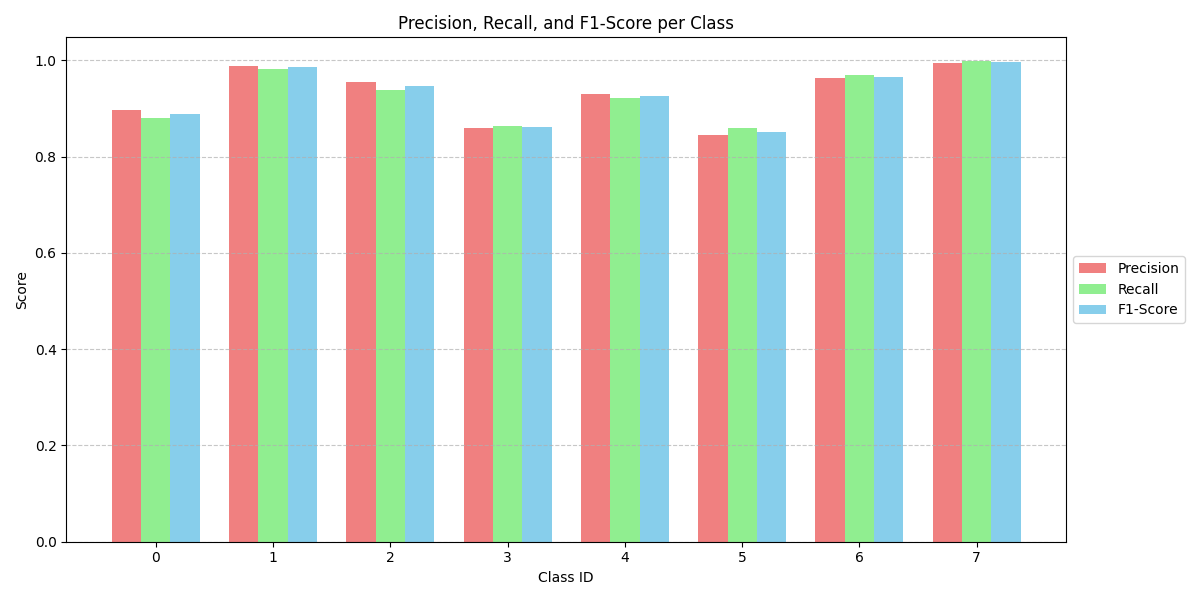 Precision, Recall, and F1-Score per Class
1.0
0.8
0.6
0.4
0.2
0.0
Score
0 1 2 3 4 5 6 7
Class ID
Precision
Recall
F1-Score